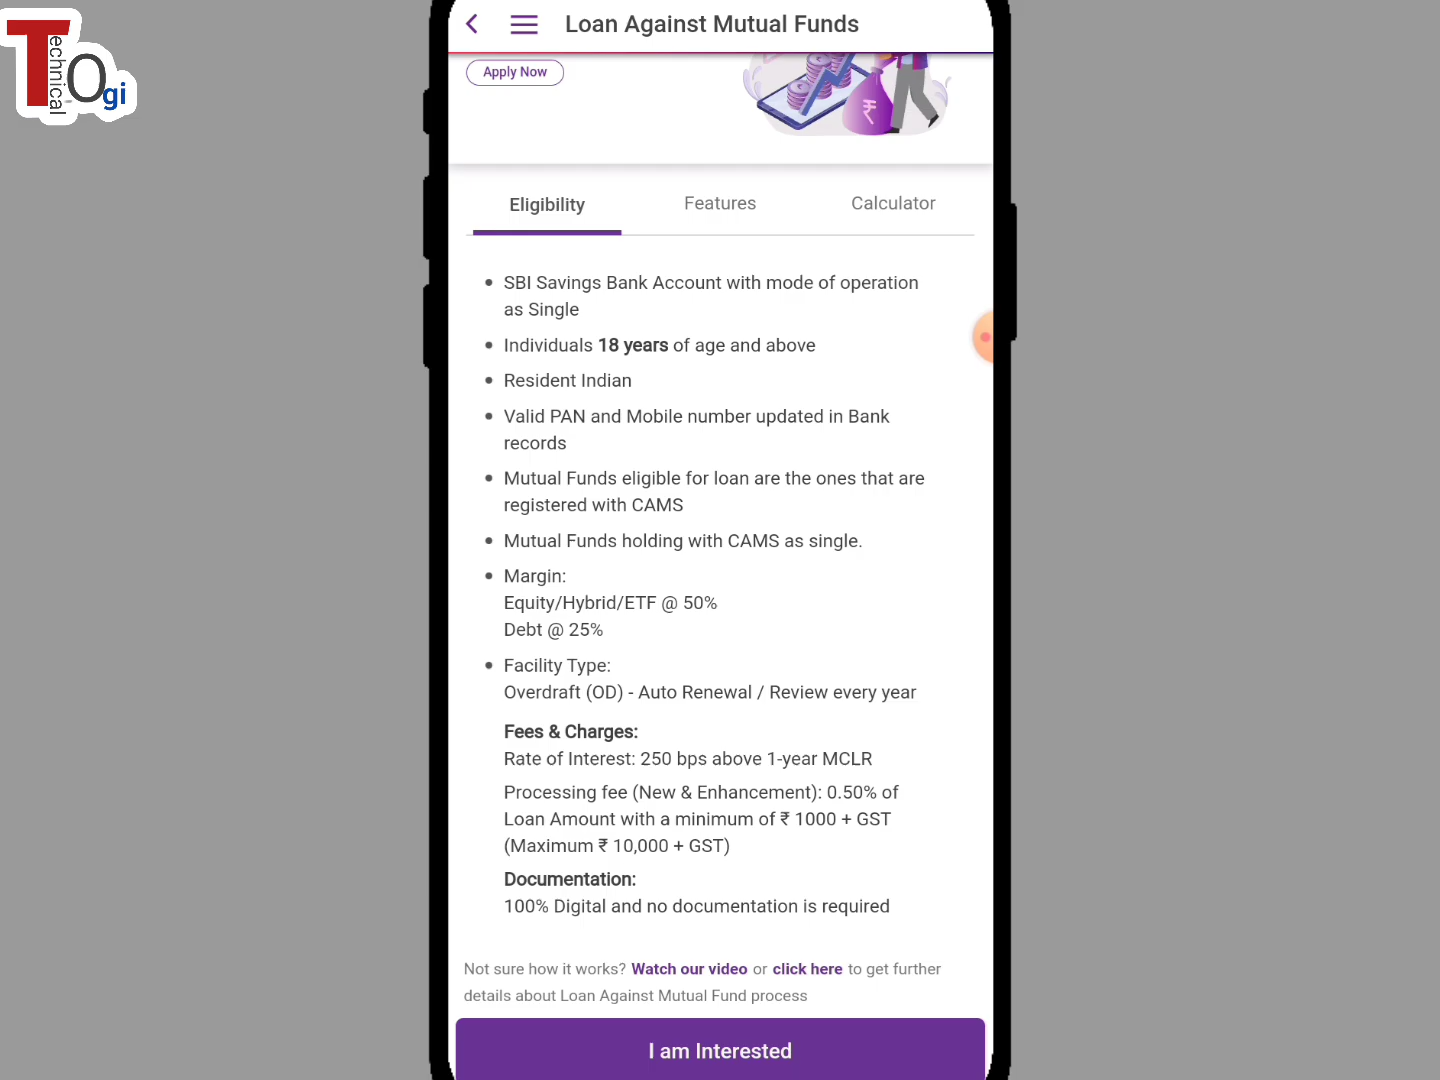 Technical
Ogi
Loan Against Mutual Funds
Apply Now
₹
Eligibility
Features
Calculator
SBI Savings Bank Account with mode of operation
as Single
Individuals 18 years of age and above
Resident Indian
Valid PAN and Mobile number updated in Bank
records
Mutual Funds eligible for loan are the ones that are
registered with CAMS
Mutual Funds holding with CAMS as single.
Margin:
Equity/Hybrid/ETF @ 50%
Debt @ 25%
Facility Type:
Overdraft (OD) - Auto Renewal / Review every year
Fees & Charges:
Rate of Interest: 250 bps above 1-year MCLR
Processing fee (New & Enhancement): 0.50% of
Loan Amount with a minimum of ₹ 1000 + GST
(Maximum ₹ 10,000 + GST)
Documentation:
100% Digital and no documentation is required
Not sure how it works? Watch our video or click here to get further
details about Loan Against Mutual Fund process
I am Interested